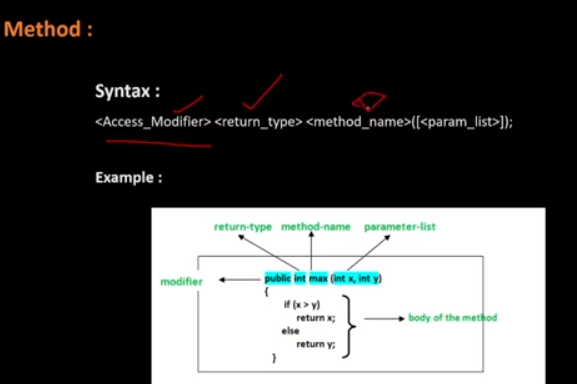 Method :
Syntax :
<Access_Modifier> <return_type> <method_name>([<param_list>]);
Example :
return-type method-name parameter-list
modifier
public int max (int x, int y)
{
if (x > y)
return x;
else
return y;
}
body of the method